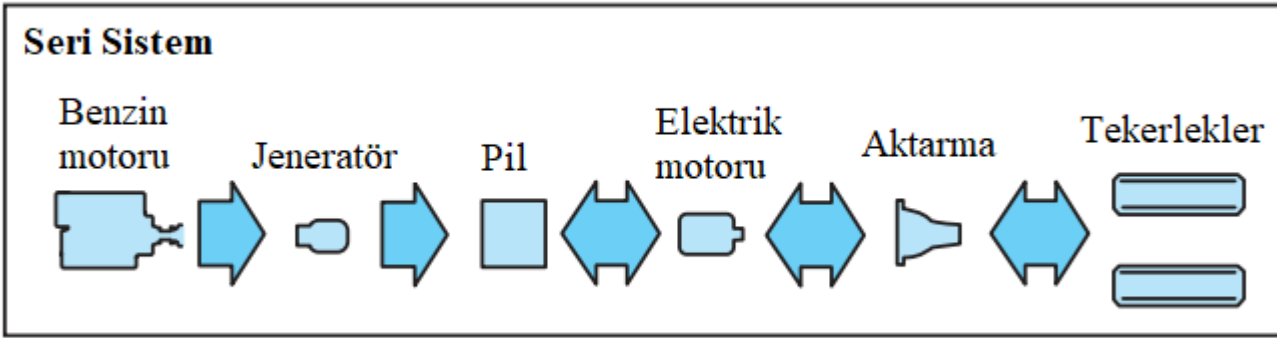 Seri Sistem
Benzin
motoru
Jeneratör
Pil
Elektrik
motoru
Aktarma
Tekerlekler